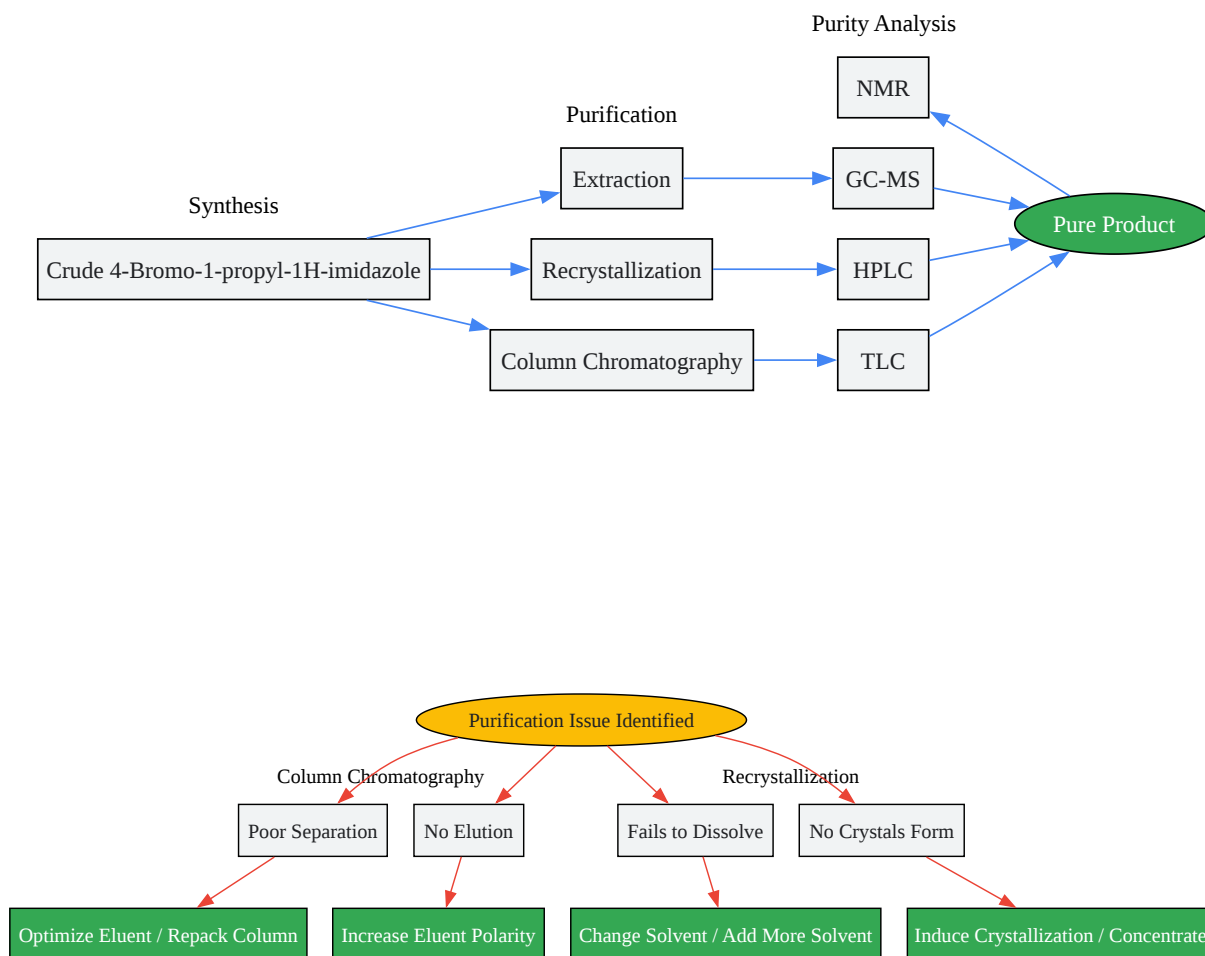 Purity Analysis
NMR
Purification
Extraction
GC-MS
Synthesis
Pure Product
Crude 4-Bromo-1-propyl-1H-imidazole
Recrystallization
HPLC
Column Chromatography
TLC
Purification Issue Identified
Column Chromatography
Recrystallization
Poor Separation
No Elution
Fails to Dissolve
No Crystals Form
Optimize Eluent / Repack Column
Increase Eluent Polarity
Change Solvent / Add More Solvent
Induce Crystallization / Concentrate